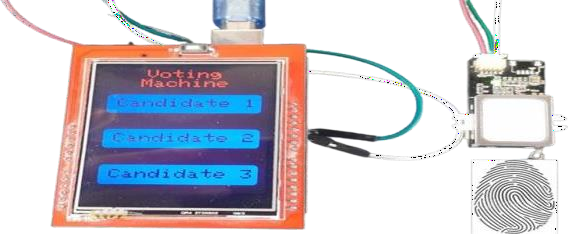 Voting
Machine
Candidate 1
Candidate 2
Candidate 3